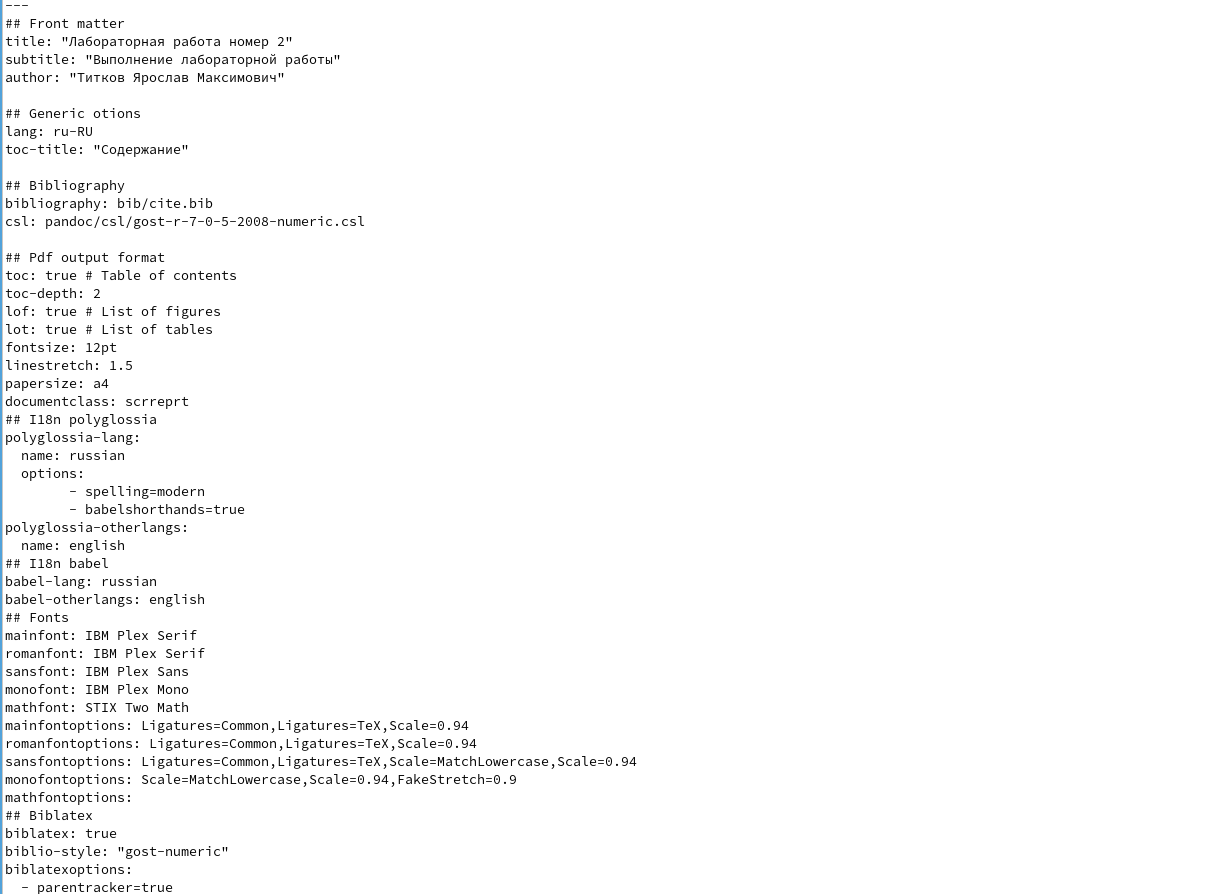 ---
## Front matter
title: "Лабораторная работа номер 2"
subtitle: "Выполнение лабораторной работы"
author: "Титков Ярослав Максимович"

## Generic otions
lang: ru-RU
toc-title: "Содержание"

## Bibliography
bibliography: bib/cite.bib
csl: pandoc/csl/gost-r-7-0-5-2008-numeric.csl

## Pdf output format
toc: true # Table of contents
toc-depth: 2
lof: true # List of figures
lot: true # List of tables
fontsize: 12pt
linestretch: 1.5
papersize: a4
documentclass: scrreprt
## I18n polyglossia
polyglossia-lang:
  name: russian
  options:
        - spelling=modern
        - babelshorthands=true
polyglossia-otherlangs:
  name: english
## I18n babel
babel-lang: russian
babel-otherlangs: english
## Fonts
mainfont: IBM Plex Serif
romanfont: IBM Plex Serif
sansfont: IBM Plex Sans
monofont: IBM Plex Mono
mathfont: STIX Two Math
mainfontoptions: Ligatures=Common,Ligatures=TeX,Scale=0.94
romanfontoptions: Ligatures=Common,Ligatures=TeX,Scale=0.94
sansfontoptions: Ligatures=Common,Ligatures=TeX,Scale=MatchLowercase,Scale=0.94
monofontoptions: Scale=MatchLowercase,Scale=0.94,FakeStretch=0.9
mathfontoptions:
## Biblatex
biblatex: true
biblio-style: "gost-numeric"
biblatexoptions:
  - parentracker=true